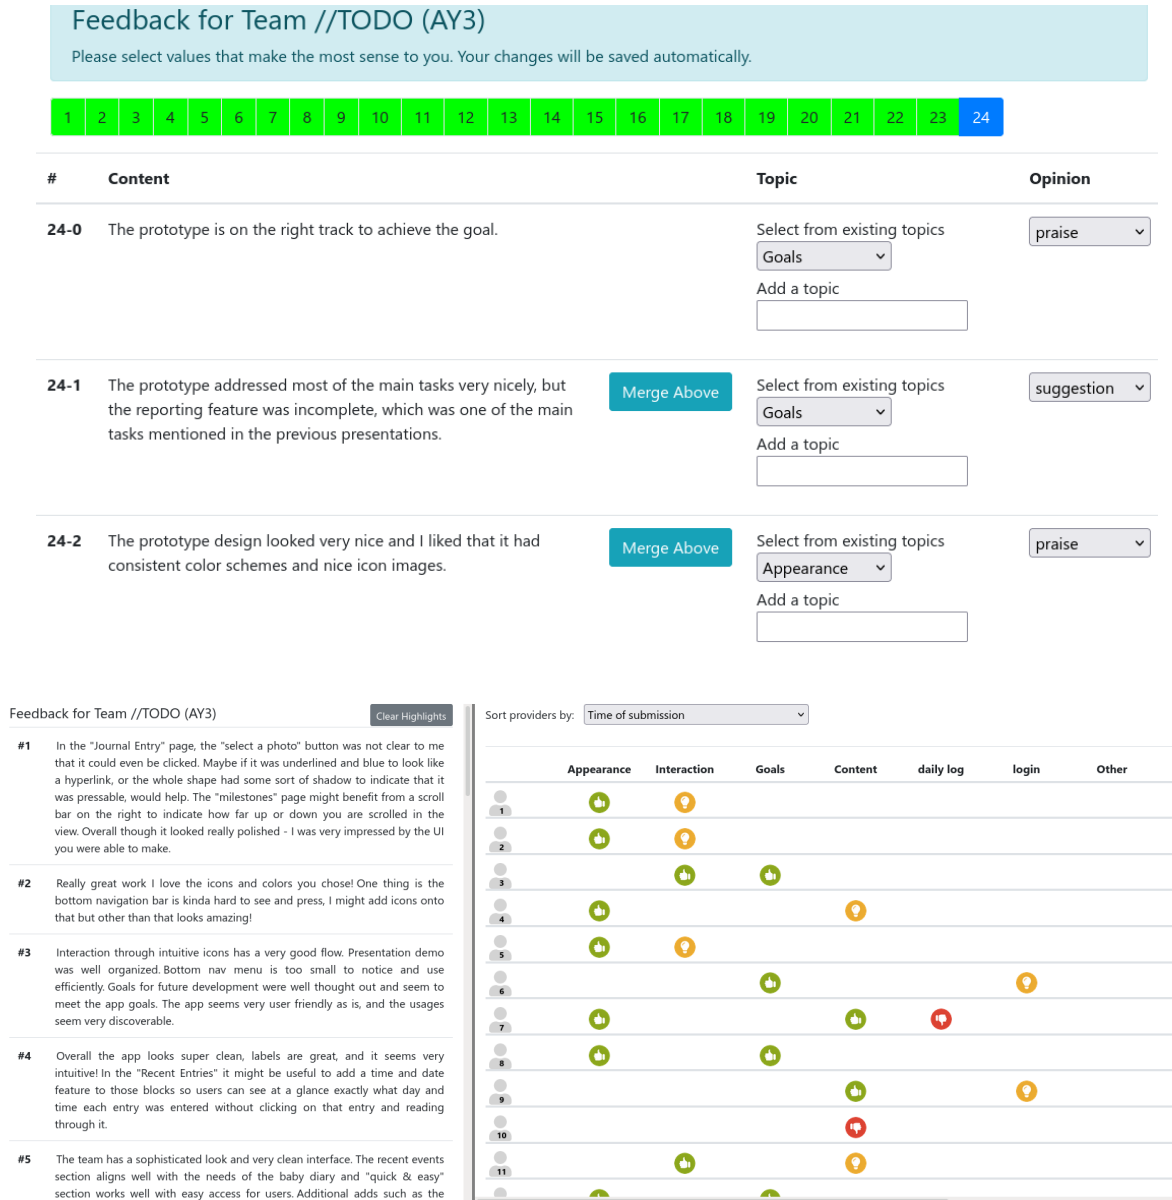 Feedback for Team //TODO (AY3)
Please select values that make the most sense to you. Your changes will be saved automatically.
1 2 3 4 5 6 7 8 9 10 11 12 13 14 15 16 17 18 19 20 21 22 23 24
# Content Topic Opinion
24-0 The prototype is on the right track to achieve the goal. Select from existing topics praise
Goals
Add a topic
24-1 The prototype addressed most of the main tasks very nicely, but Merge Above Select from existing topics suggestion
the reporting feature was incomplete, which was one of the main Goals
tasks mentioned in the previous presentations.
Add a topic
24-2 The prototype design looked very nice and I liked that it had Merge Above Select from existing topics praise
consistent color schemes and nice icon images. Appearance
Add a topic
Feedback for Team //TODO (AY3) Clear Highlights
#1 In the "Journal Entry" page, the "select a photo" button was not clear to me
that it could even be clicked. Maybe if it was underlined and blue to look like
a hyperlink, or the whole shape had some sort of shadow to indicate that it
was pressable, would help. The "milestones" page might benefit from a scroll
bar on the right to indicate how far up or down you are scrolled in the
view. Overall though it looked really polished - I was very impressed by the UI
you were able to make.
#2 Really great work I love the icons and colors you chose! One thing is the
bottom navigation bar is kinda hard to see and press, I might add icons onto
that but other than that looks amazing!
#3 Interaction through intuitive icons has a very good flow. Presentation demo
was well organized. Bottom nav menu is too small to notice and use
efficiently. Goals for future development were well thought out and seem to
meet the app goals. The app seems very user friendly as is, and the usages
seem very discoverable.
#4 Overall the app looks super clean, labels are great, and it seems very
intuitive! In the "Recent Entries" it might be useful to add a time and date
feature to those blocks so users can see at a glance exactly what day and
time each entry was entered without clicking on that entry and reading
through it.
#5 The team has a sophisticated look and very clean interface. The recent events
section aligns well with the needs of the baby diary and "quick & easy"
section works well with easy access for users. Additional adds such as the
Sort providers by: Time of submission
Appearance Interaction Goals Content daily log login Other
1
2
3
4
5
6
7
8
9
10
11